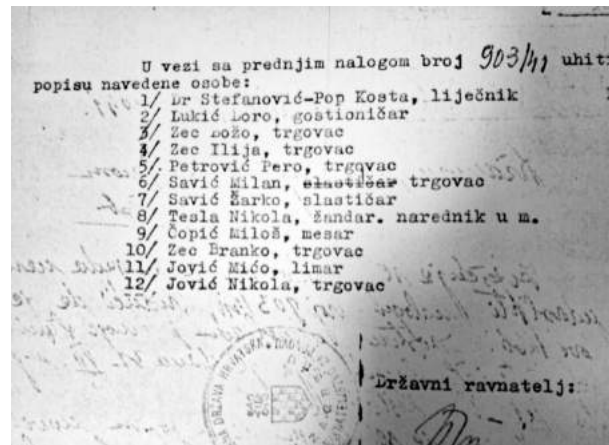 U vezi sa prednjim nalogom broj 903/41 uhiti
popisu navedene osobe:
1/ Dr Stefanović-Pop Kosta, liječnik
2/ Lukić Đoro, gostioničar
3/ Zec Božo, trgovac
4/ Zec Ilija, trgovac
5/ Petrović Pero, trgovac
6/ Savić Milan, slastičar trgovac
7/ Savić Žarko, slastičar
8/ Tesla Nikola, žandar. narednik u m.
9/ Čopić Miloš, mesar
10/ Zec Branko, trgovac
11/ Jović Mićo, limar
12/ Jović Nikola, trgovac
DRŽAVA HRVATSKA
Državni ravnatelj: